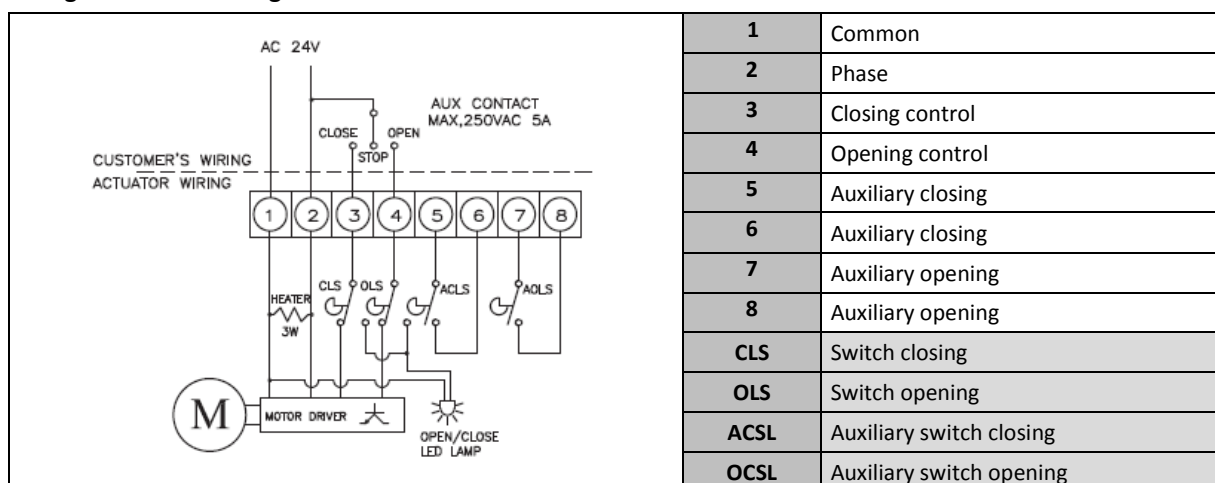 AC 24V
AUX CONTACT
MAX,250VAC 5A
CLOSE OPEN
STOP
CUSTOMER'S WIRING
ACTUATOR WIRING
1 2 3 4 5 6 7 8
CLS OLS ACLS AOLS
HEATER
3W
M
MOTOR DRIVER
OPEN/CLOSE
LED LAMP
1 Common
2 Phase
3 Closing control
4 Opening control
5 Auxiliary closing
6 Auxiliary closing
7 Auxiliary opening
8 Auxiliary opening
CLS Switch closing
OLS Switch opening
ACSL Auxiliary switch closing
OCSL Auxiliary switch opening